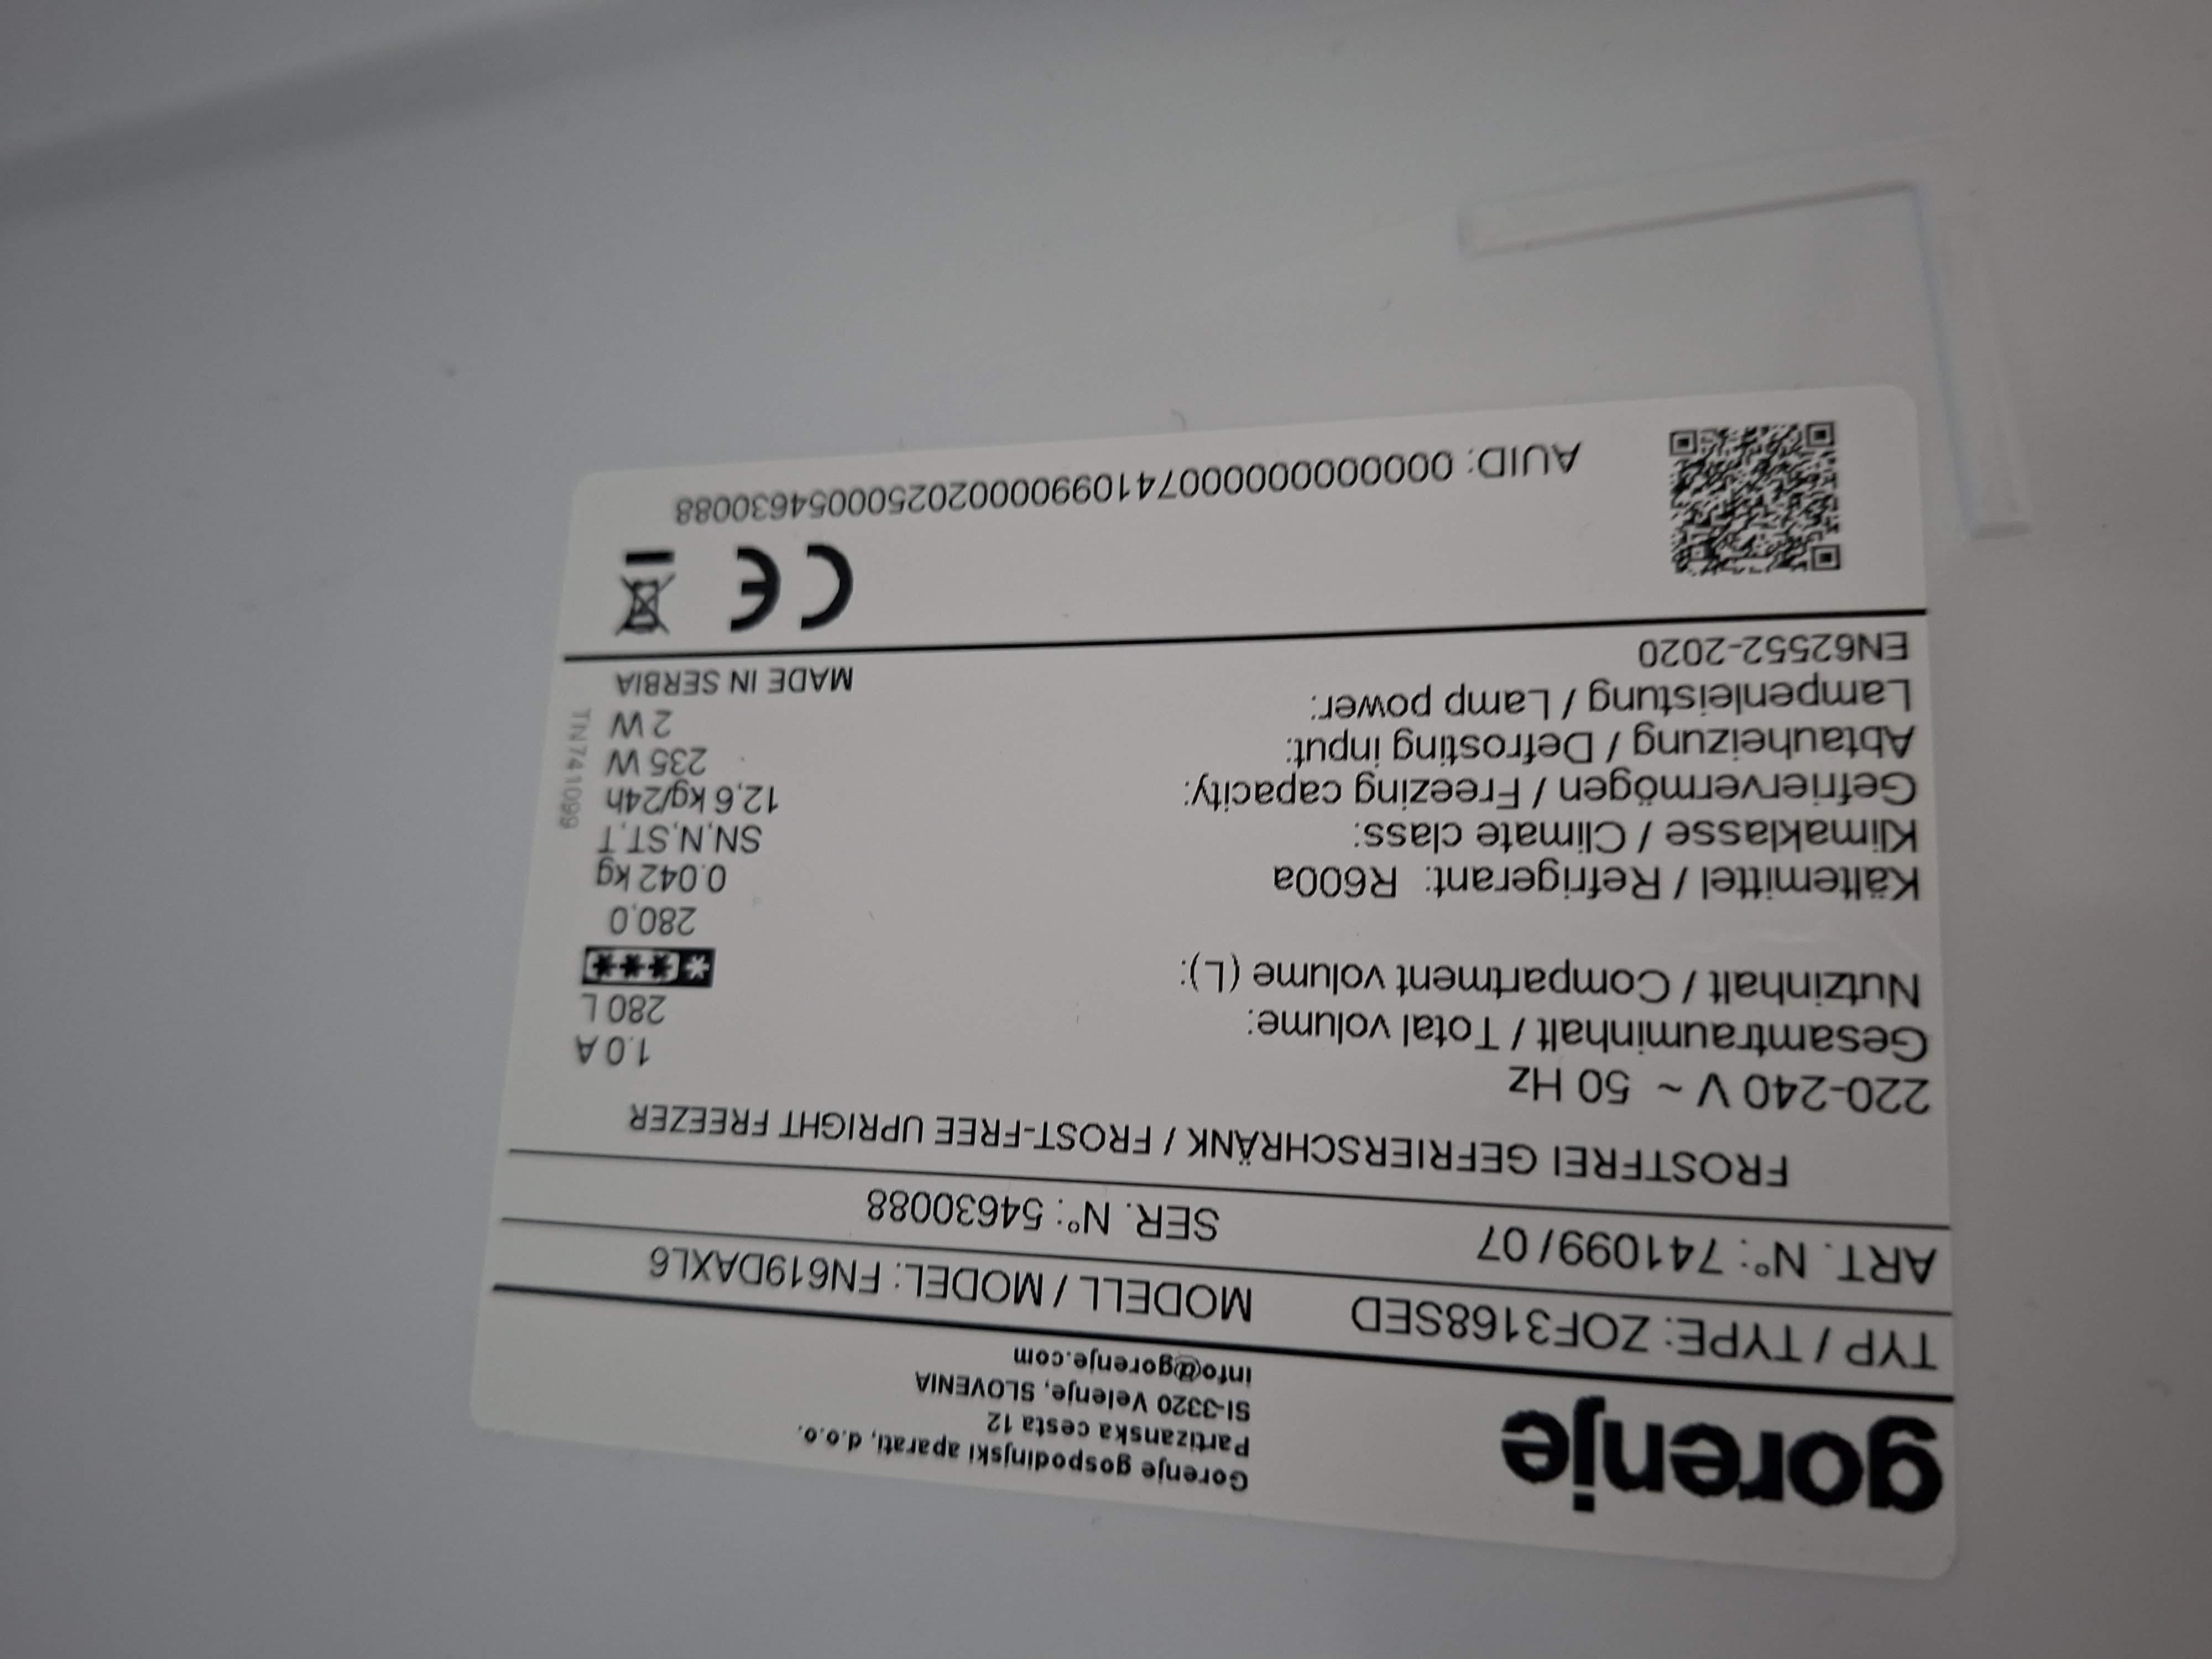 gorenje
Gorenje gospodinjski aparati, d.o.o.
Partizanska cesta 12
SI-3320 Velenje, SLOVENIA
info@gorenje.com
TYP / TYPE: ZOF3168SED MODELL / MODEL: FN619DAXL6
ART. N°: 741099/07 SER. N°: 54630088
FROSTFREI GEFRIERSCHRÄNK / FROST-FREE UPRIGHT FREEZER
220-240 V ~ 50 Hz 1.0 A
Gesamtrauminhalt / Total volume: 280 L
Nutzinhalt / Compartment volume (L):
280,0
Kältemittel / Refrigerant: R600a 0.042 kg
Klimaklasse / Climate class: SN,N,ST,T
Gefriervermögen / Freezing capacity: 12,6 kg/24h
Abtauheizung / Defrosting input: 235 W
Lampenleistung / Lamp power: 2 W
EN62552-2020 MADE IN SERBIA
TN741099
CE
AUID: 0000000000007410990000202500054630088